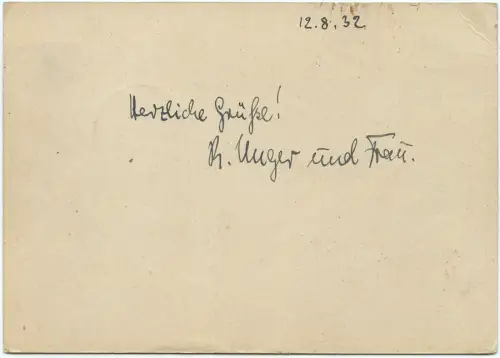 12.8.32.
Herzliche Grüße!
R. Unger und Frau.